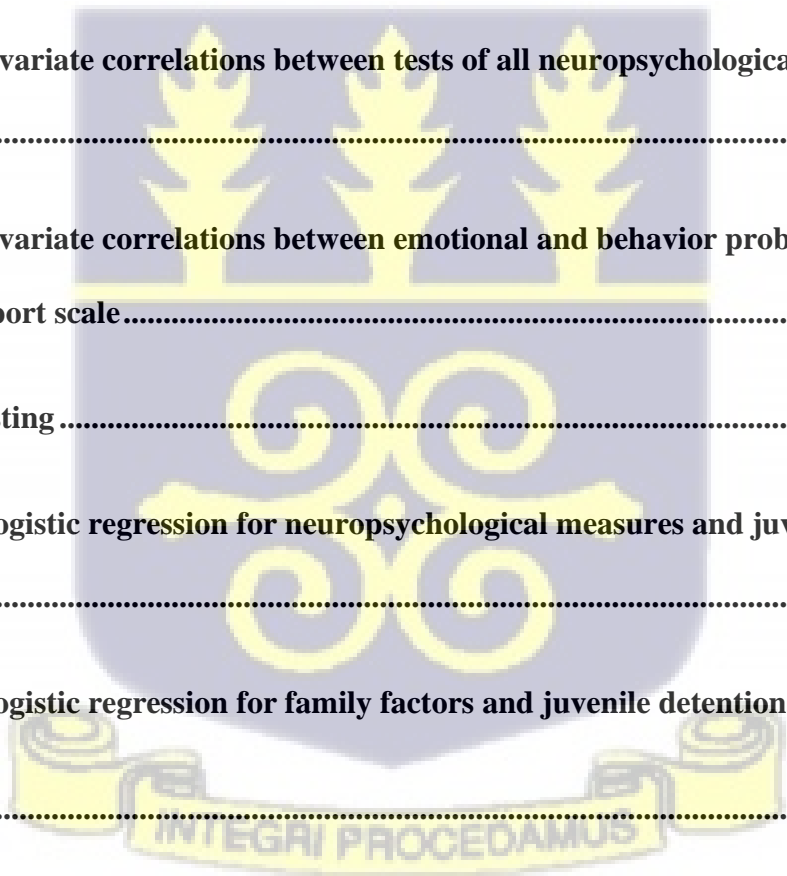 variate correlations between tests of all neuropsychologica
....................................................................................................
variate correlations between emotional and behavior prob
port scale....................................................................................
sting............................................................................................
ogistic regression for neuropsychological measures and juv
....................................................................................................
ogistic regression for family factors and juvenile detention
....................................................................................................
INTEGRI PROCEDAMUS